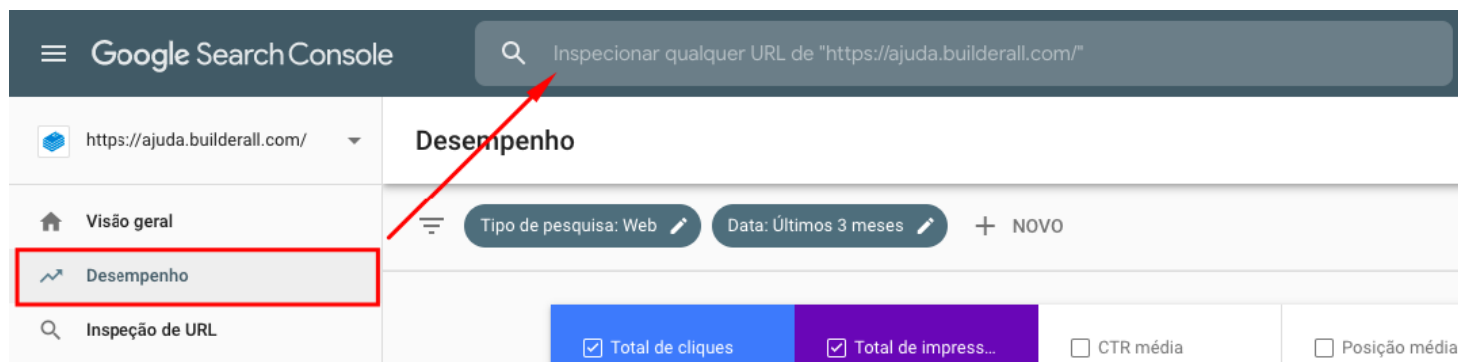 Google Search Console
Inspecionar qualquer URL de "https://ajuda.builderall.com/"
https://ajuda.builderall.com/
Desempenho
Visão geral
Tipo de pesquisa: Web
Data: Últimos 3 meses
NOVO
Desempenho
Inspeção de URL
Total de cliques
Total de impress...
CTR média
Posição média